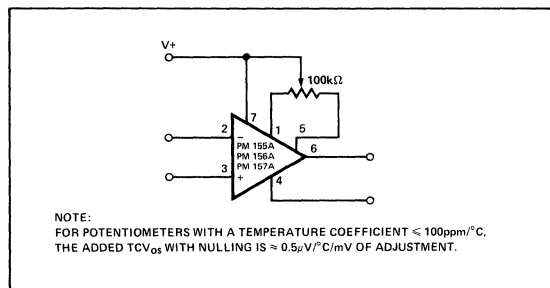 V+
100kΩ
7
1
5
2
−
PM 155A
6
PM 156A
3
PM 157A
+
4
NOTE:
FOR POTENTIOMETERS WITH A TEMPERATURE COEFFICIENT ≤ 100ppm/°C,
THE ADDED TCVOS WITH NULLING IS ≈ 0.5μV/°C/mV OF ADJUSTMENT.